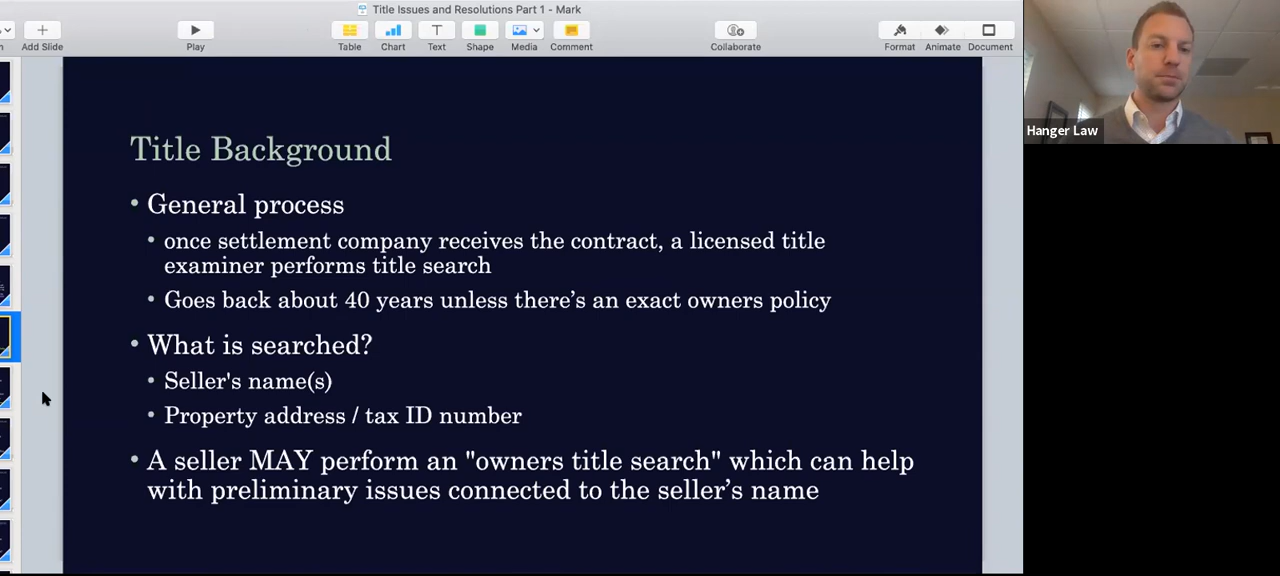 Title Issues and Resolutions Part 1 - Mark
Add Slide
Play
Table
Chart
Text
Shape
Media
Comment
Collaborate
Format
Animate
Document
Hanger Law
Title Background
• General process
• once settlement company receives the contract, a licensed title
examiner performs title search
• Goes back about 40 years unless there's an exact owners policy
• What is searched?
• Seller's name(s)
• Property address / tax ID number
• A seller MAY perform an "owners title search" which can help
with preliminary issues connected to the seller's name